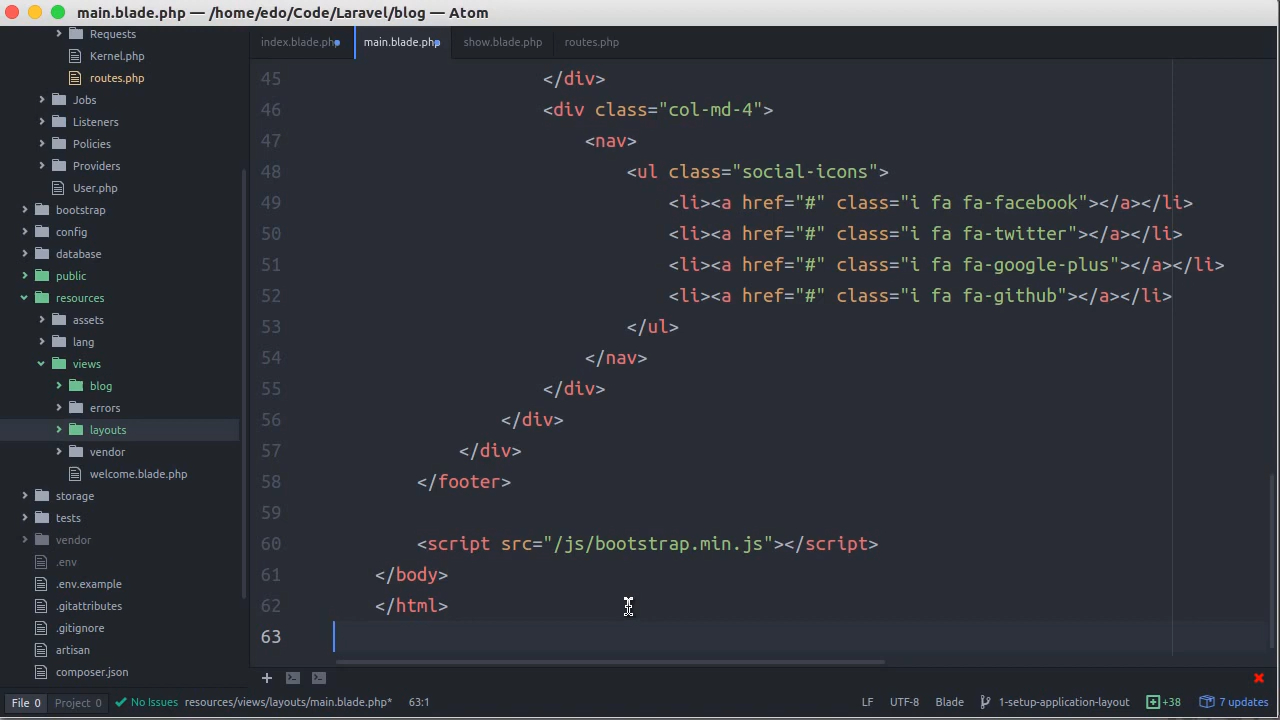 main.blade.php — /home/edo/Code/Laravel/blog — Atom
Requests
Kernel.php
routes.php
Jobs
Listeners
Policies
Providers
User.php
bootstrap
config
database
public
resources
assets
lang
views
blog
errors
layouts
vendor
welcome.blade.php
storage
tests
vendor
.env
.env.example
.gitattributes
.gitignore
artisan
composer.json
index.blade.php main.blade.php show.blade.php routes.php
45 </div>
46 <div class="col-md-4">
47 <nav>
48 <ul class="social-icons">
49 <li><a href="#" class="i fa fa-facebook"></a></li>
50 <li><a href="#" class="i fa fa-twitter"></a></li>
51 <li><a href="#" class="i fa fa-google-plus"></a></li>
52 <li><a href="#" class="i fa fa-github"></a></li>
53 </ul>
54 </nav>
55 </div>
56 </div>
57 </div>
58 </footer>
59
60 <script src="/js/bootstrap.min.js"></script>
61 </body>
62 </html>
63
File 0 Project 0 No Issues resources/views/layouts/main.blade.php* 63:1 LF UTF-8 Blade 1-setup-application-layout +38 7 updates